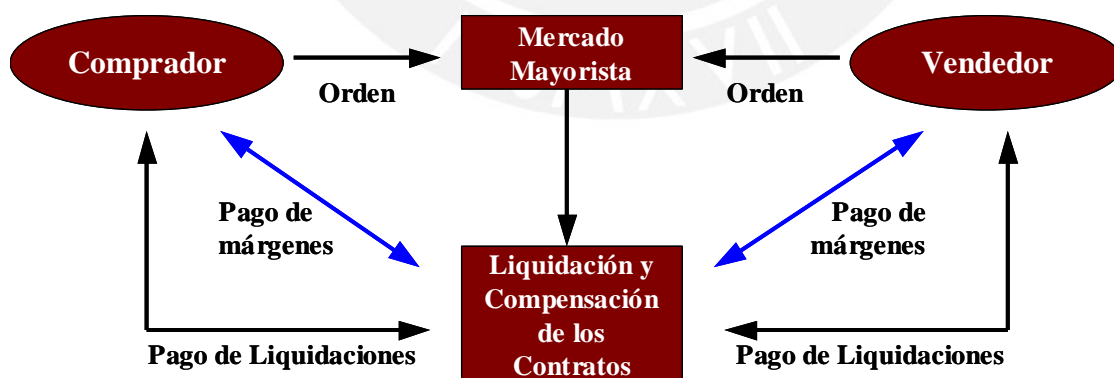 Comprador
Orden
Mercado
Mayorista
Orden
Vendedor
Pago de
márgenes
Pago de
márgenes
Liquidación y
Compensación
de los
Contratos
Pago de Liquidaciones
Pago de Liquidaciones